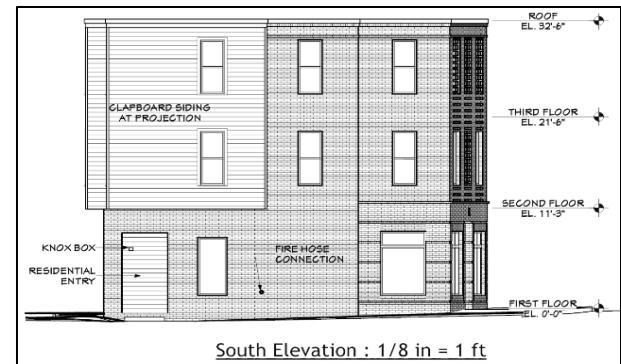 ROOF
EL. 32'-6"
CLAPBOARD SIDING
AT PROJECTION
THIRD FLOOR
EL. 21'-6"
SECOND FLOOR
EL. 11'-3"
KNOX BOX
FIRE HOSE
CONNECTION
RESIDENTIAL
ENTRY
FIRST FLOOR
EL. 0'-0"
South Elevation : 1/8 in = 1 ft